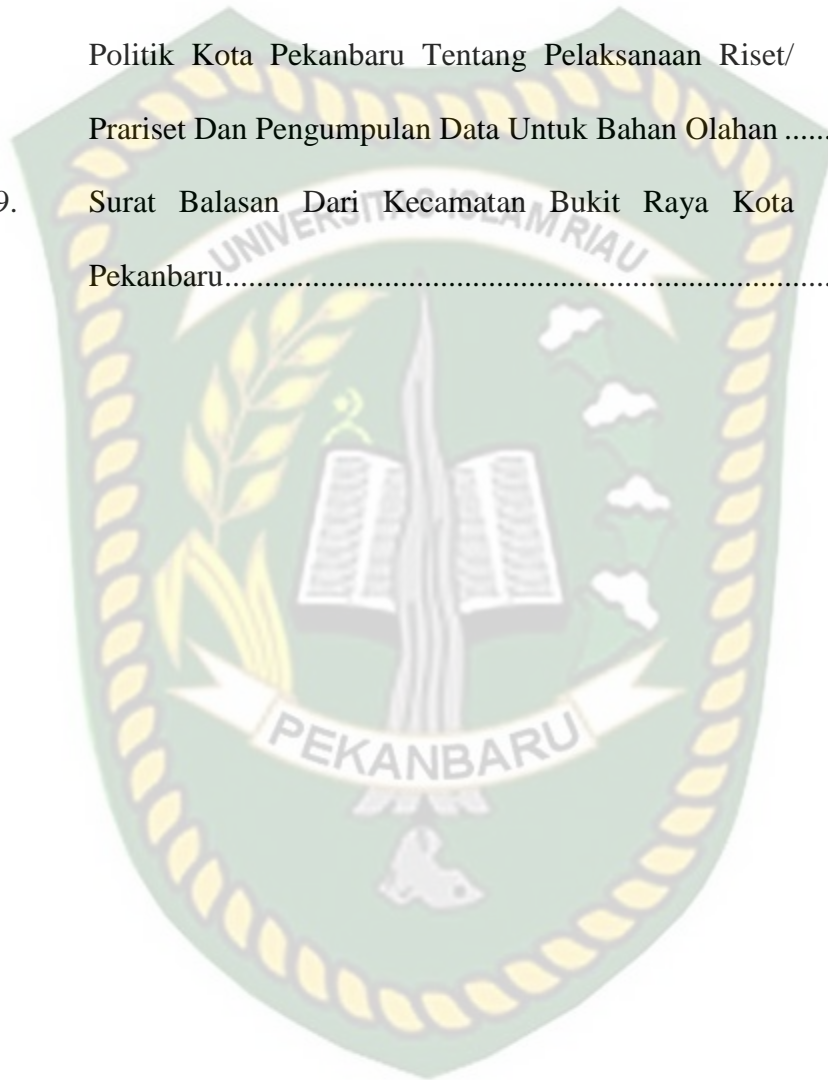 Politik Kota Pekanbaru Tentang Pelaksanaan Riset/
Prariset Dan Pengumpulan Data Untuk Bahan Olahan ......
9. Surat Balasan Dari Kecamatan Bukit Raya Kota
Pekanbaru............................................................................
UNIVERSITAS ISLAM RIAU
PEKANBARU